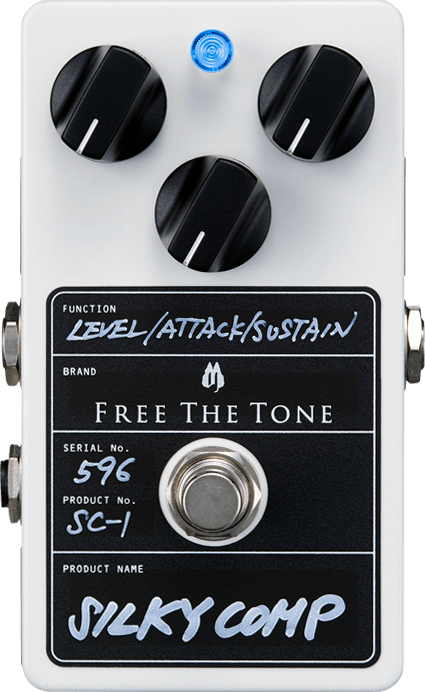 FUNCTION
LEVEL/ATTACK/SUSTAIN
BRAND
FREE THE TONE
SERIAL No.
596
PRODUCT No.
SC-1
PRODUCT NAME
SILKY COMP